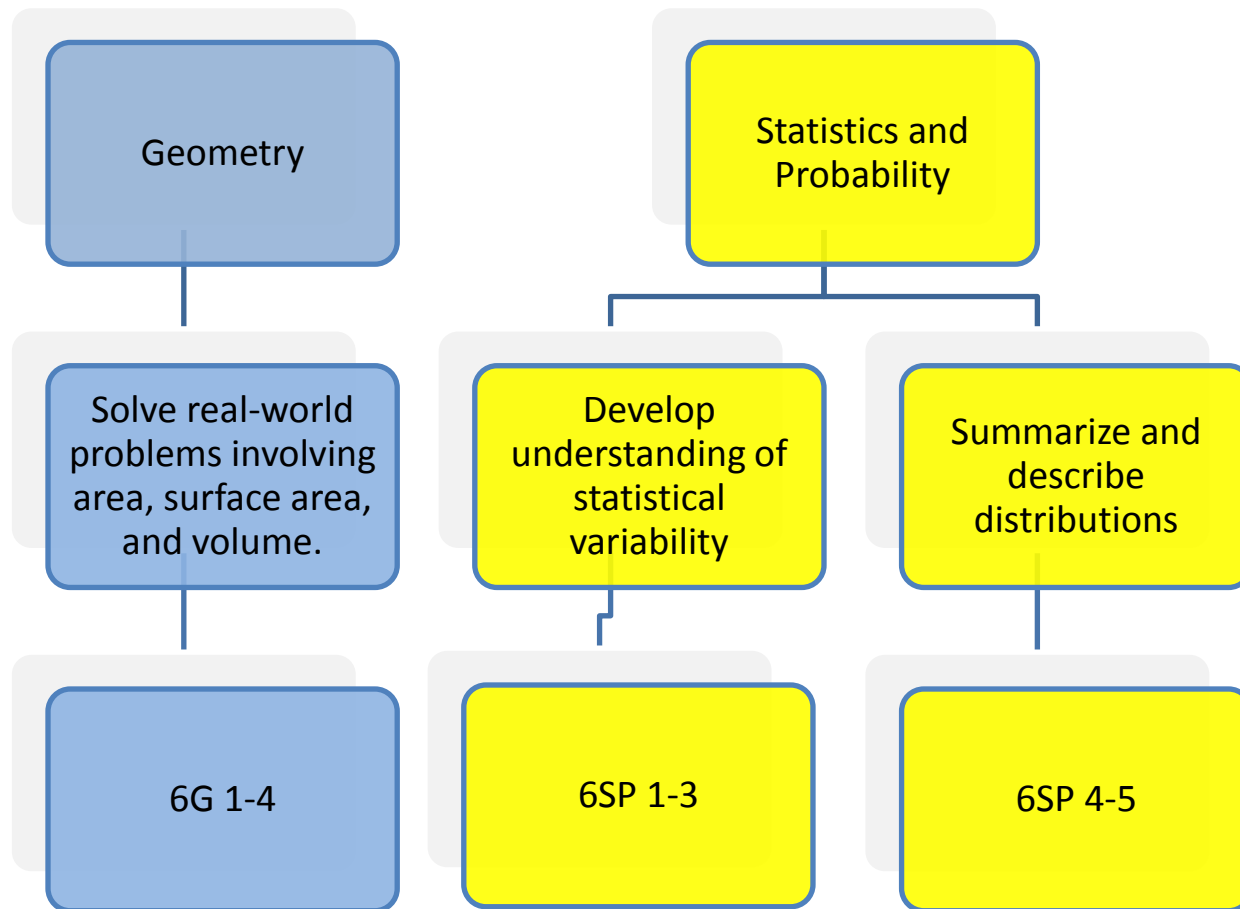 Geometry
Statistics and
Probability
Solve real-world
problems involving
area, surface area,
and volume.
Develop
understanding of
statistical
variability
Summarize and
describe
distributions
6G 1-4
6SP 1-3
6SP 4-5